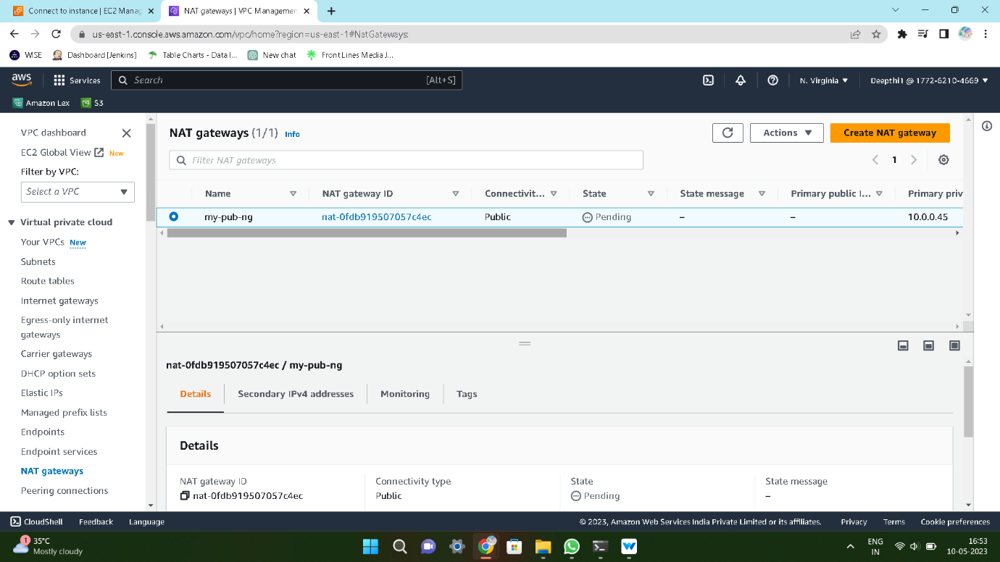 Connect to instance | EC2 Manag
NAT gateways | VPC Managemen
us-east-1.console.aws.amazon.com/vpc/home?region=us-east-1#NatGateways:
WISE
Dashboard [Jenkins]
Table Charts - Data I...
New chat
Front Lines Media J...
aws
Services
Search
[Alt+S]
N. Virginia
Deepthi1 @ 1772-6210-4669
Amazon Lex
S3
VPC dashboard
EC2 Global View New
Filter by VPC:
Select a VPC
Virtual private cloud
Your VPCs New
Subnets
Route tables
Internet gateways
Egress-only internet
gateways
Carrier gateways
DHCP option sets
Elastic IPs
Managed prefix lists
Endpoints
Endpoint services
NAT gateways
Peering connections
NAT gateways (1/1) Info
Actions
Create NAT gateway
Filter NAT gateways
1
Name NAT gateway ID Connectivit... State State message Primary public I... Primary priv
my-pub-ng nat-0fdb919507057c4ec Public Pending – – 10.0.0.45
nat-0fdb919507057c4ec / my-pub-ng
Details Secondary IPv4 addresses Monitoring Tags
Details
NAT gateway ID Connectivity type State State message
nat-0fdb919507057c4ec Public Pending –
CloudShell Feedback Language © 2023, Amazon Web Services India Private Limited or its affiliates. Privacy Terms Cookie preferences
1
35°C
Mostly cloudy
ENG
IN
16:53
10-05-2023